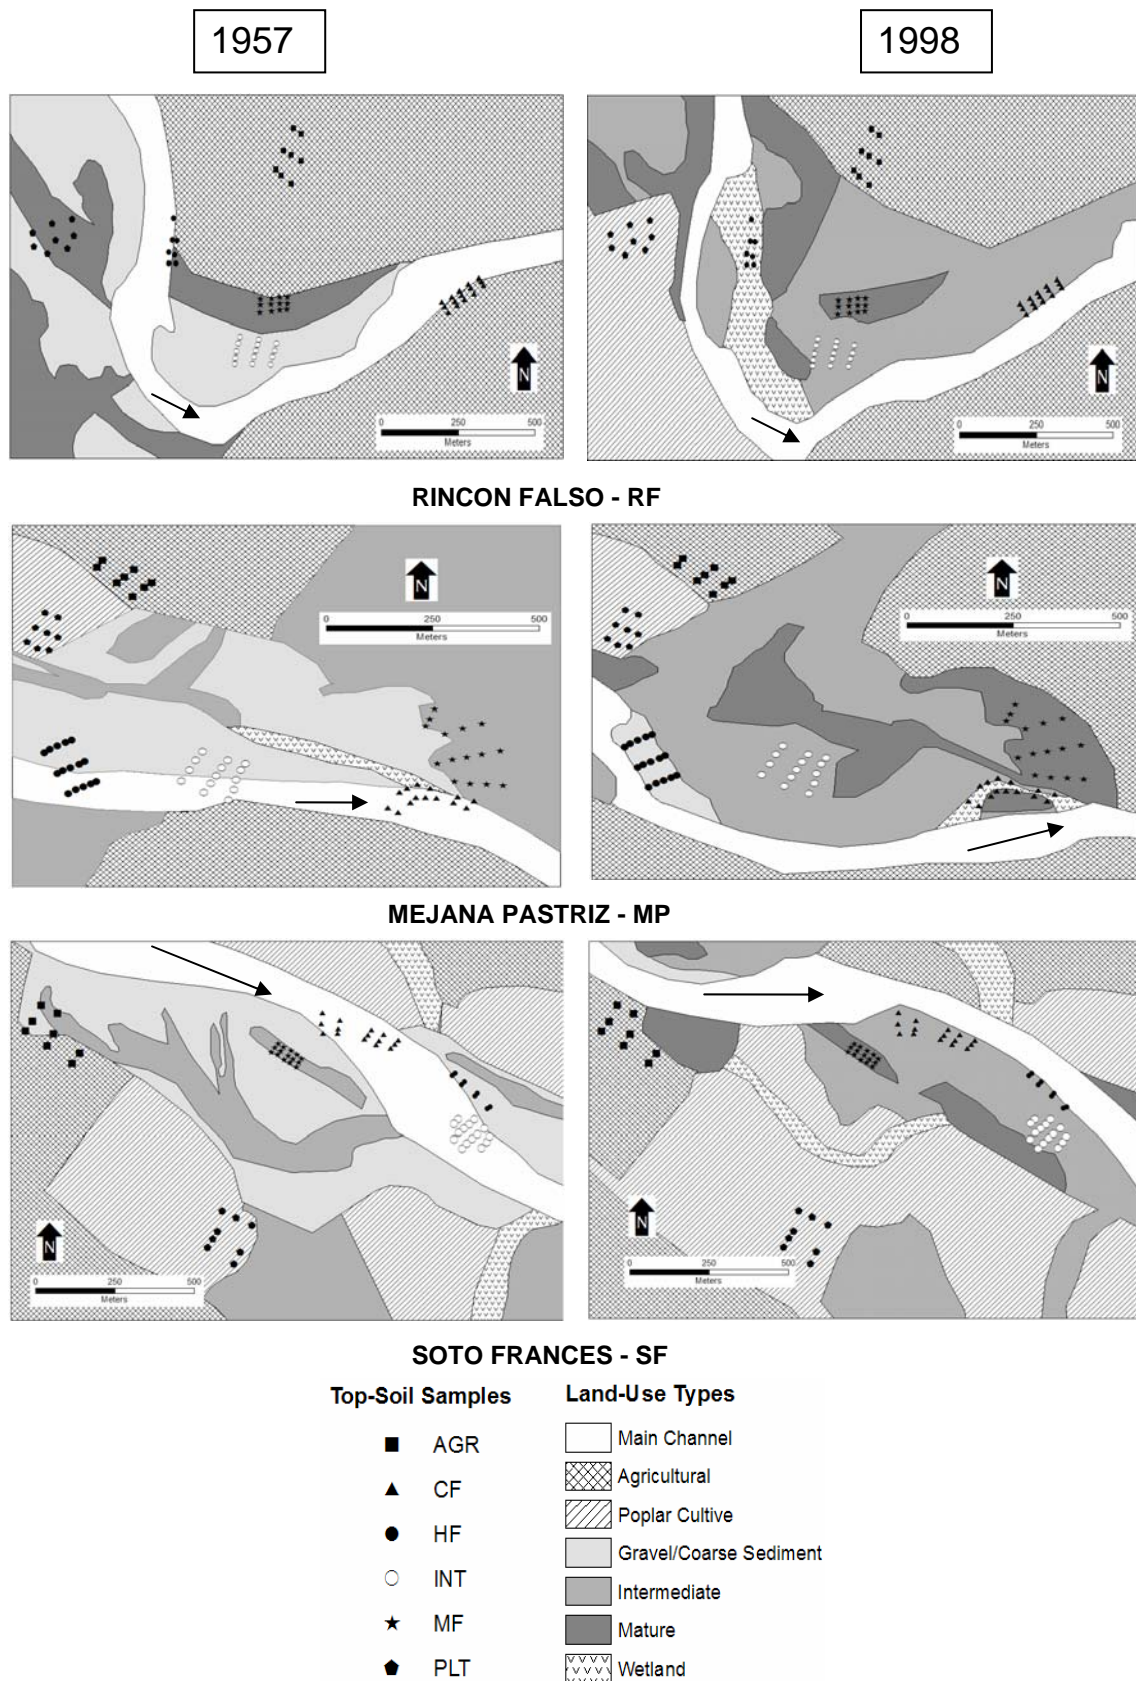 1957
1998
N
0 250 500
Meters
N
0 250 500
Meters
RINCON FALSO - RF
N
0 250 500
Meters
N
0 250 500
Meters
MEJANA PASTRIZ - MP
N
0 250 500
Meters
N
0 250 500
Meters
SOTO FRANCES - SF
Top-Soil Samples
AGR
CF
HF
INT
MF
PLT
Land-Use Types
Main Channel
Agricultural
Poplar Cultive
Gravel/Coarse Sediment
Intermediate
Mature
Wetland